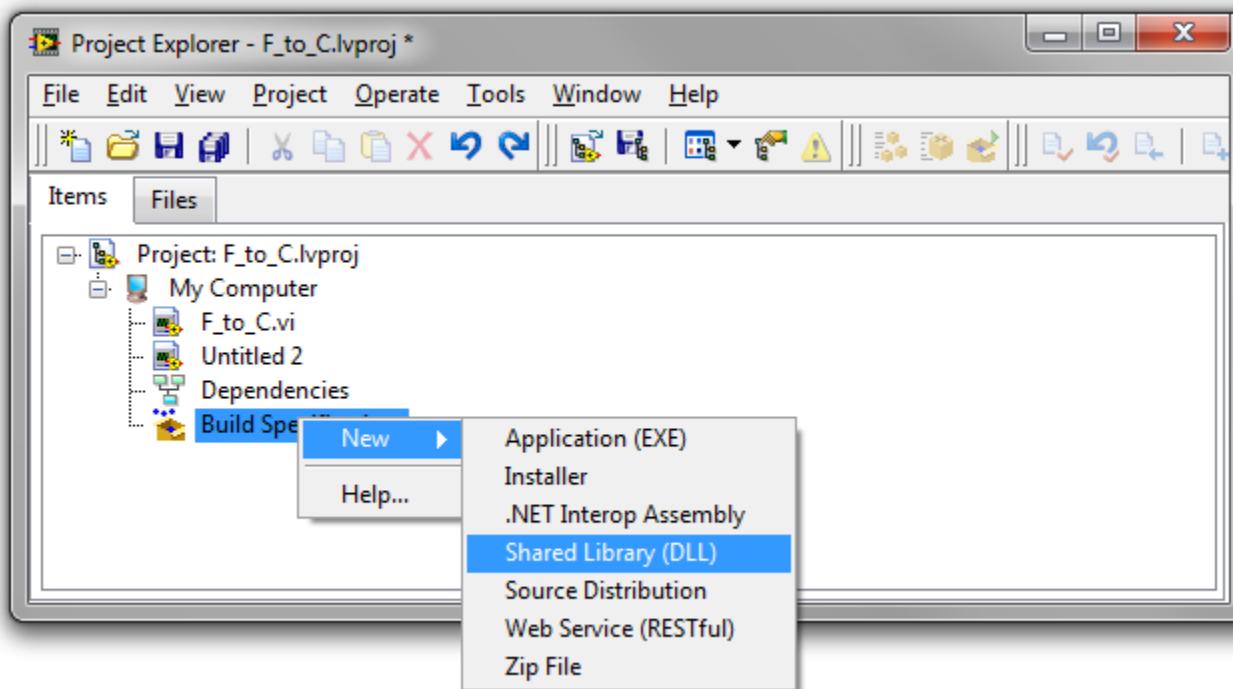 Project Explorer - F_to_C.lvproj *
File Edit View Project Operate Tools Window Help
Items Files
Project: F_to_C.lvproj
My Computer
F_to_C.vi
Untitled 2
Dependencies
Build
New Application (EXE)
Installer
Help...
.NET Interop Assembly
Shared Library (DLL)
Source Distribution
Web Service (RESTful)
Zip File